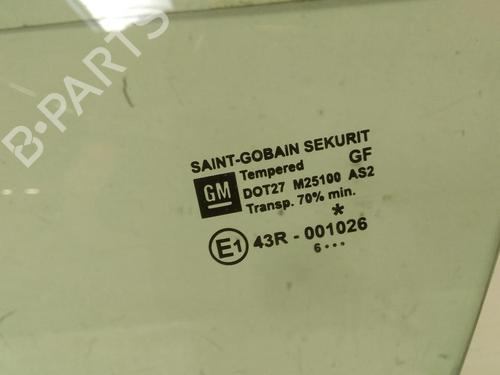 B-PARTS
SAINT-GOBAIN SEKURIT
Tempered GF
GM DOT27 M25100 AS2
Transp. 70% min.
*
E1 43R - 001026
6•••